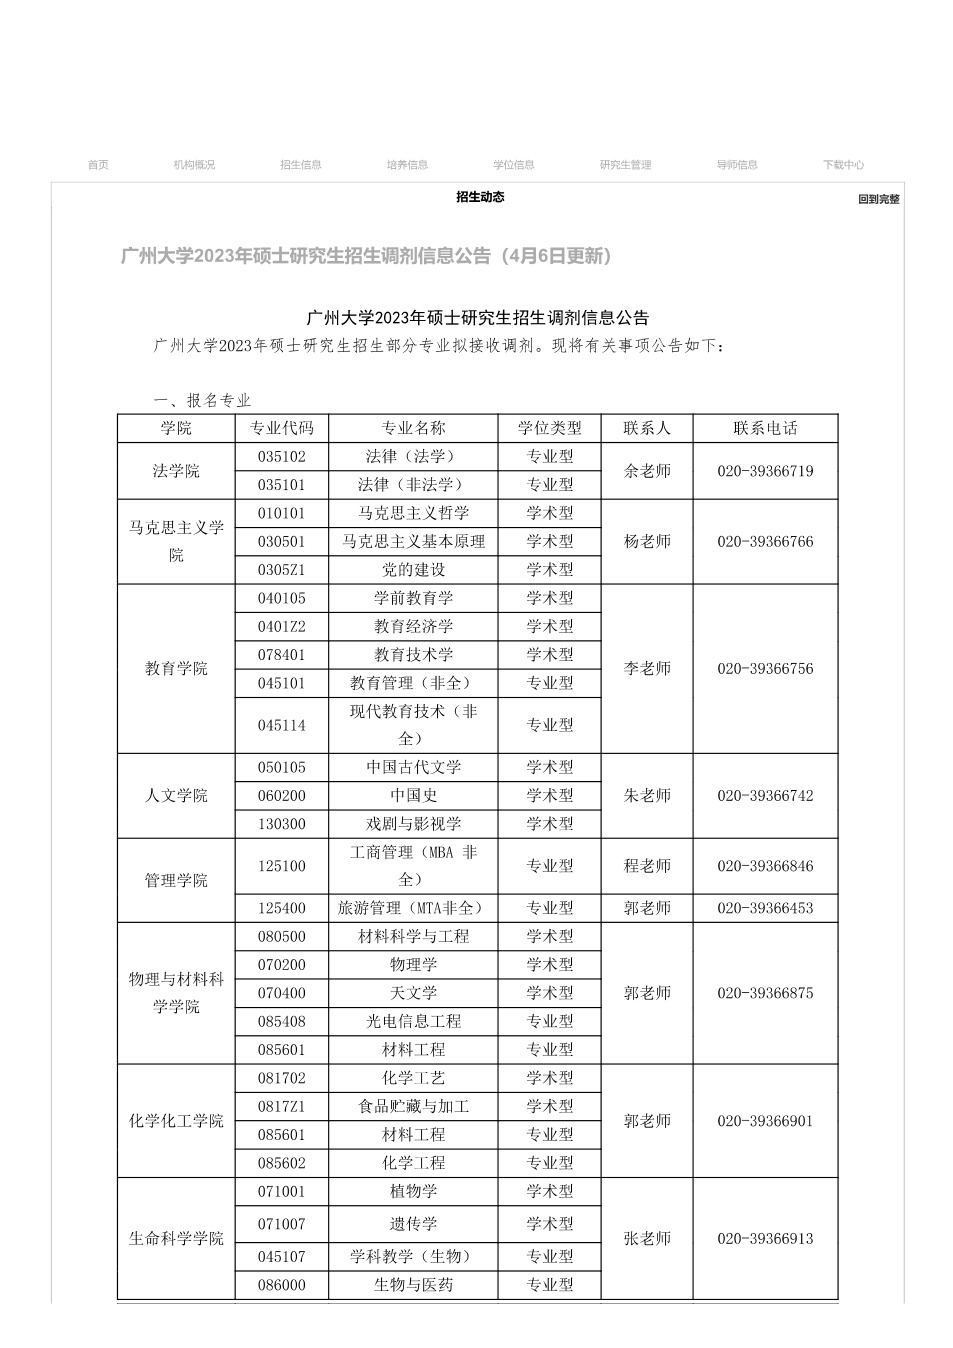 首页 机构概况 招生信息 培养信息 学位信息 研究生管理 导师信息 下载中心
招生动态 回到完整
广州大学2023年硕士研究生招生调剂信息公告（4月6日更新）
广州大学2023年硕士研究生招生调剂信息公告
广州大学2023年硕士研究生招生部分专业拟接收调剂。现将有关事项公告如下：
一、报名专业
学院 专业代码 专业名称 学位类型 联系人 联系电话
法学院 035102 法律（法学） 专业型 余老师 020-39366719
035101 法律（非法学） 专业型
马克思主义学
院 010101 马克思主义哲学 学术型 杨老师 020-39366766
030501 马克思主义基本原理 学术型
0305Z1 党的建设 学术型
教育学院 040105 学前教育学 学术型 李老师 020-39366756
0401Z2 教育经济学 学术型
078401 教育技术学 学术型
045101 教育管理（非全） 专业型
045114 现代教育技术（非
全） 专业型
人文学院 050105 中国古代文学 学术型 朱老师 020-39366742
060200 中国史 学术型
130300 戏剧与影视学 学术型
管理学院 125100 工商管理（MBA 非
全） 专业型 程老师 020-39366846
125400 旅游管理（MTA非全） 专业型 郭老师 020-39366453
物理与材料科
学学院 080500 材料科学与工程 学术型 郭老师 020-39366875
070200 物理学 学术型
070400 天文学 学术型
085408 光电信息工程 专业型
085601 材料工程 专业型
化学化工学院 081702 化学工艺 学术型 郭老师 020-39366901
0817Z1 食品贮藏与加工 学术型
085601 材料工程 专业型
085602 化学工程 专业型
生命科学学院 071001 植物学 学术型 张老师 020-39366913
071007 遗传学 学术型
045107 学科教学（生物） 专业型
086000 生物与医药 专业型